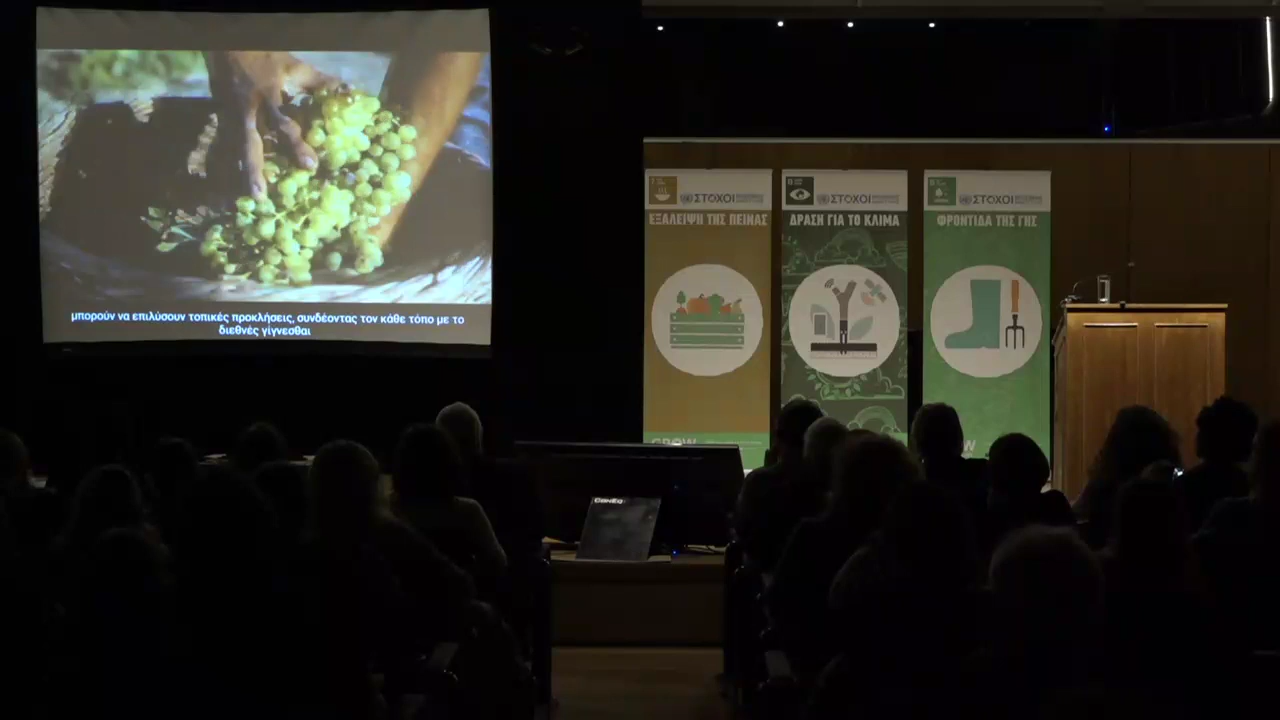 μπορούν να επιλύσουν τοπικές προκλήσεις, συνδέοντας τον κάθε τόπο με το
διεθνές γίγνεσθαι
ΣΤΟΧΟΙ
ΕΞΑΛΕΙΨΗ ΤΗΣ ΠΕΙΝΑΣ
ΣΤΟΧΟΙ
ΔΡΑΣΗ ΓΙΑ ΤΟ ΚΛΙΜΑ
ΣΤΟΧΟΙ
ΦΡΟΝΤΙΔΑ ΤΗΣ ΓΗΣ
GROW